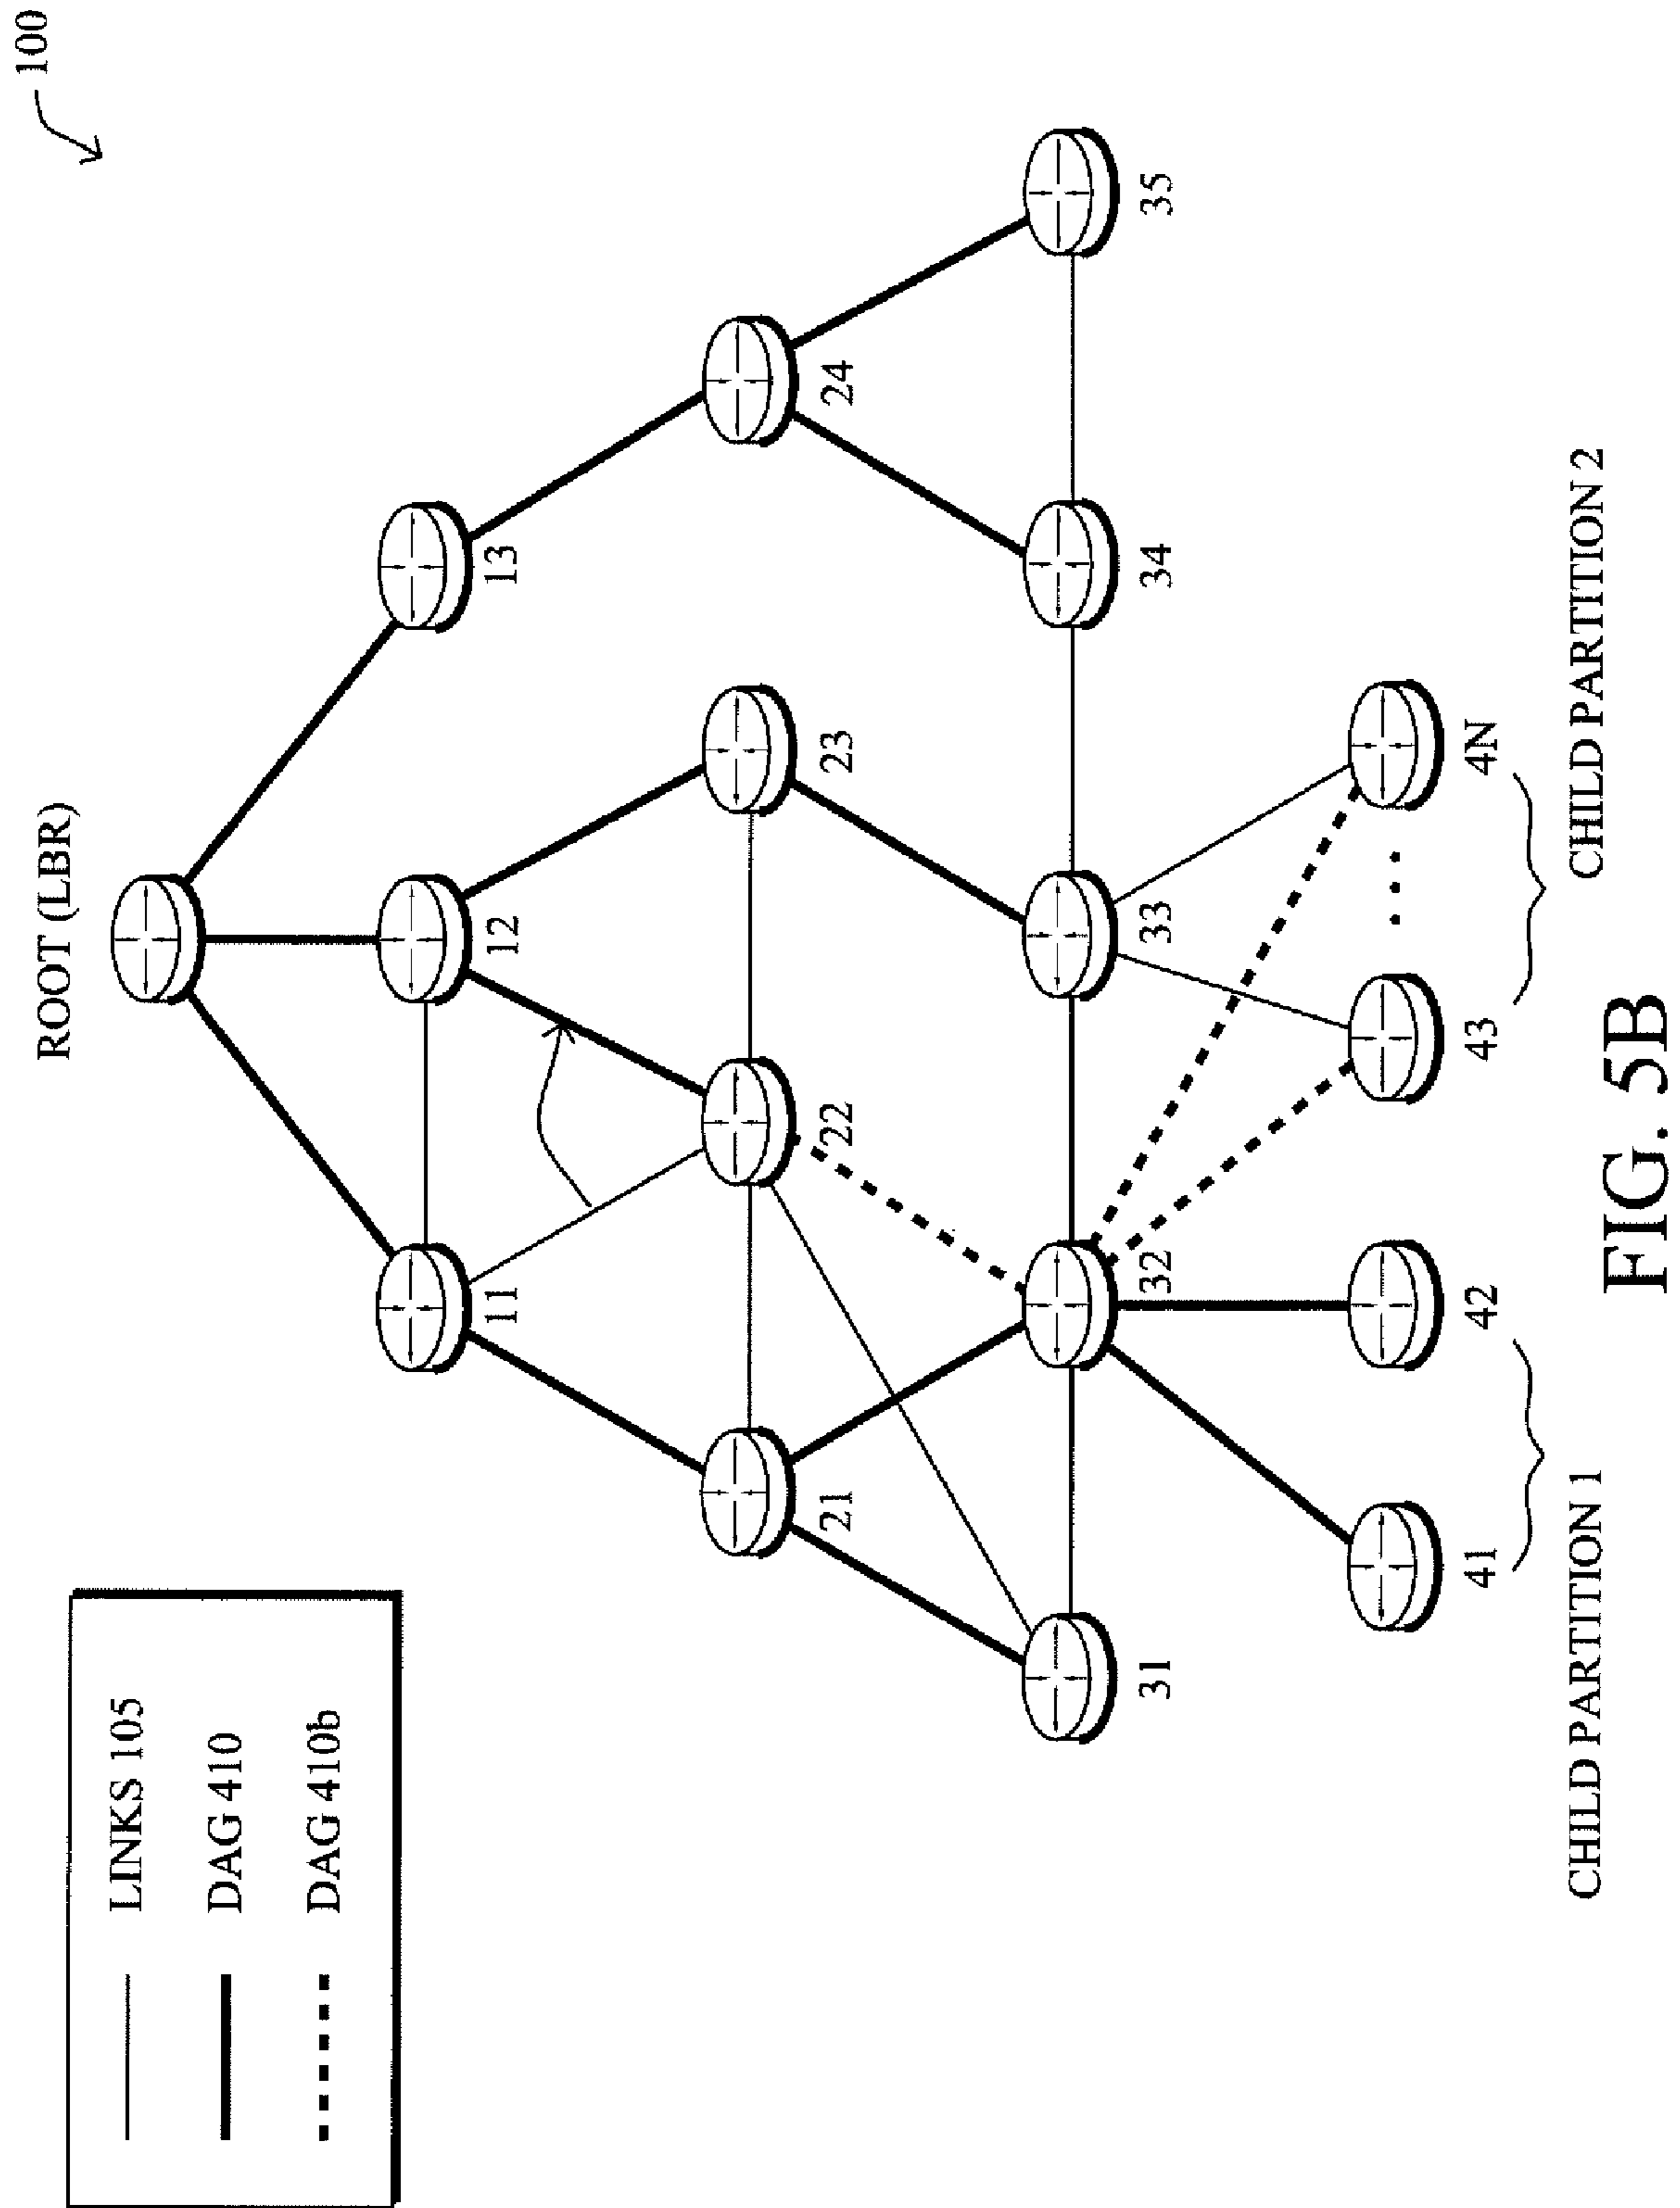 100
LINKS 105
DAG 410
DAG 410b
ROOT (LBR)
11
12
13
21
22
23
24
31
32
33
34
35
41
42
43
4N
CHILD PARTITION 1
CHILD PARTITION 2
FIG. 5B